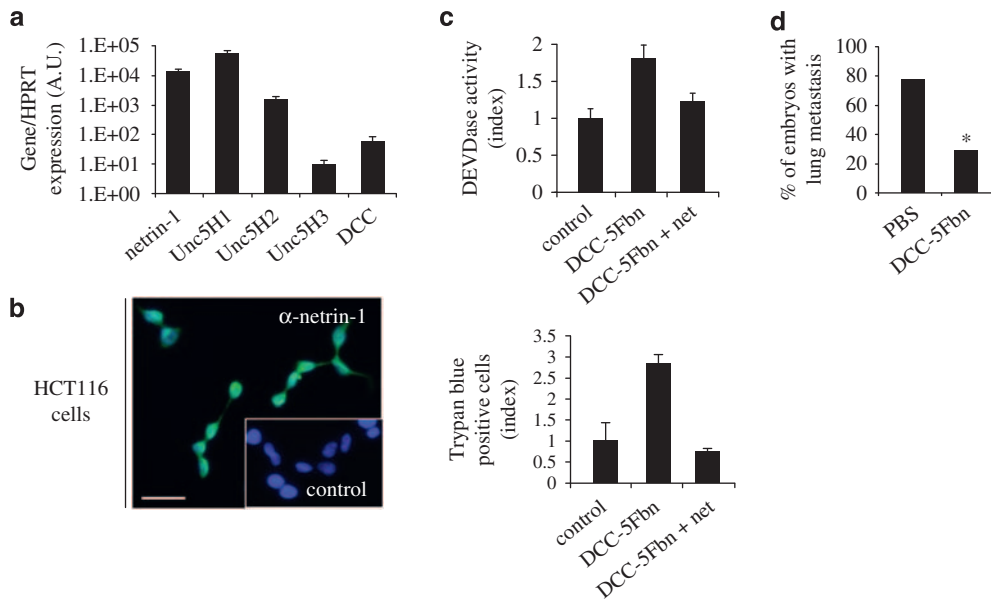 a
Gene/HPRT
expression (A.U.)
1.E+05
1.E+04
1.E+03
1.E+02
1.E+01
1.E+00
netrin-1
Unc5H1
Unc5H2
Unc5H3
DCC
b
HCT116
cells
α-netrin-1
control
c
DEVDase activity
(index)
2
1.5
1
0.5
0
control
DCC-5Fbn
DCC-5Fbn + net
Trypan blue
positive cells
(index)
3.5
3
2.5
2
1.5
1
0.5
0
control
DCC-5Fbn
DCC-5Fbn + net
d
% of embryos with
lung metastasis
100
80
60
40
20
0
*
PBS
DCC-5Fbn